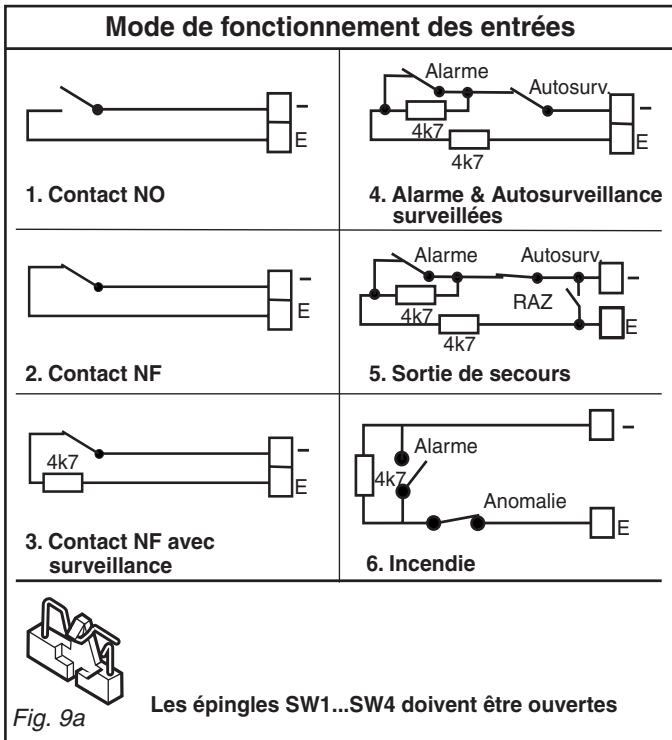 Mode de fonctionnement des entrées
–
E
1. Contact NO
Alarme
Autosurv.
4k7
4k7
–
E
4. Alarme & Autosurveillance
surveillées
–
E
2. Contact NF
Alarme
Autosurv.
RAZ
4k7
4k7
–
E
5. Sortie de secours
4k7
–
E
3. Contact NF avec
surveillance
–
Alarme
4k7
Anomalie
E
6. Incendie
Fig. 9a
Les épingles SW1...SW4 doivent être ouvertes